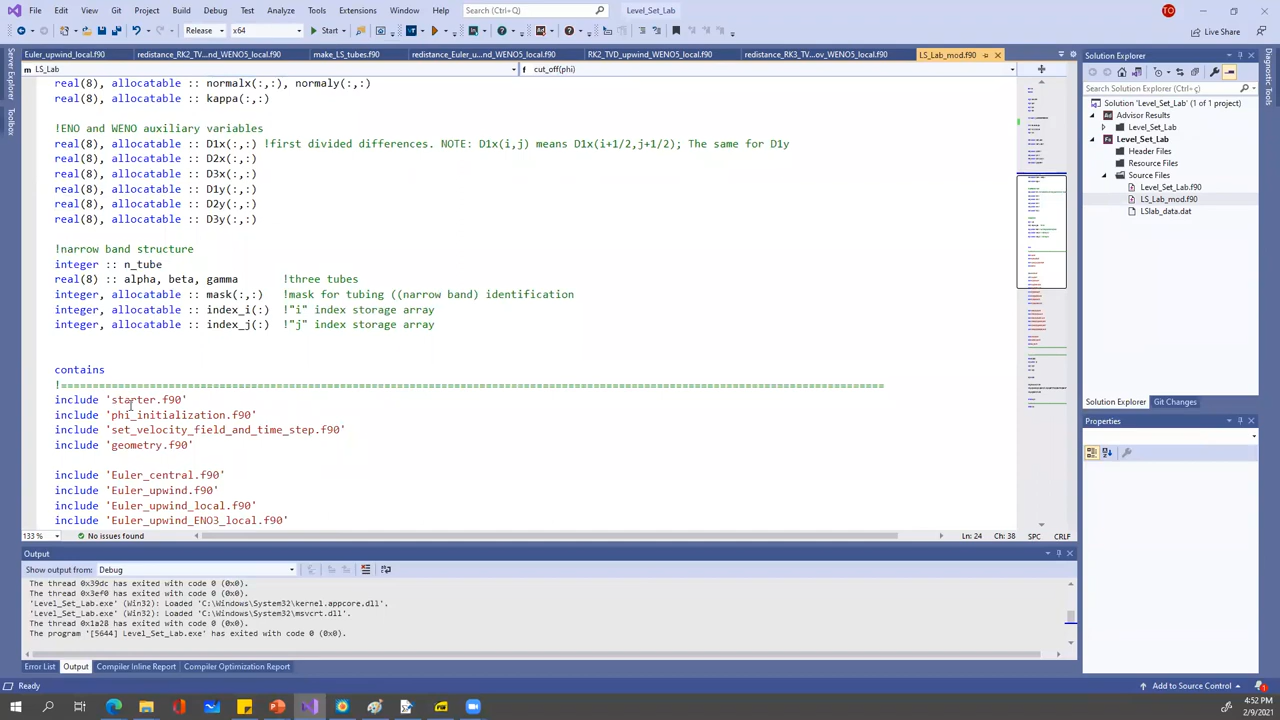 File Edit View Git Project Build Debug Test Analyze Tools Extensions Window Help Search (Ctrl+Q) Level_Set_Lab TO
Release x64 Start Live Share
Euler_upwind_local.f90 redistance_RK2_TV...WENO5_local.f90 make_LS_tubes.f90 redistance_Euler_u...nd_WENO5_local.f90 RK2_TVD_upwind_WENO5_local.f90 redistance_RK3_TV...ov_WENO5_local.f90 LS_Lab_mod.f90
LS_Lab cut_off(phi)
Server Explorer
Toolbox
real(8), allocatable :: normalx(:,:), normaly(:,:)
real(8), allocatable :: kappa(:,:)
!ENO and WENO auxiliary variables
real(8), allocatable :: D1x(:,:) !first divided differences. NOTE: D1x(i,j) means D1x(i+1/2,j+1/2); The same for D1y
real(8), allocatable :: D2x(:,:)
real(8), allocatable :: D3x(:,:)
real(8), allocatable :: D1y(:,:)
real(8), allocatable :: D2y(:,:)
real(8), allocatable :: D3y(:,:)
!narrow band structure
integer :: n_tube
real(8) :: alpha, beta, gamma !three tubes
integer, allocatable :: mask(:,:) !mask for tubing ((narrow band) identification
integer, allocatable :: index_i(:) !"i" index storage array
integer, allocatable :: index_j(:) !"j" index storage array
contains
!==================================================================================================================================
include 'starter.f90'
include 'phi_initialization.f90'
include 'set_velocity_field_and_time_step.f90'
include 'geometry.f90'
include 'Euler_central.f90'
include 'Euler_upwind.f90'
include 'Euler_upwind_local.f90'
include 'Euler_upwind_ENO3_local.f90'
133 % No issues found Ln: 24 Ch: 38 SPC CRLF
Output
Show output from: Debug
The thread 0x39dc has exited with code 0 (0x0).
The thread 0x3ef0 has exited with code 0 (0x0).
'Level_Set_Lab.exe' (Win32): Loaded 'C:\Windows\System32\kernel.appcore.dll'.
'Level_Set_Lab.exe' (Win32): Loaded 'C:\Windows\System32\msvcrt.dll'.
The thread 0x1a28 has exited with code 0 (0x0).
The program '[5644] Level_Set_Lab.exe' has exited with code 0 (0x0).
Error List Output Compiler Inline Report Compiler Optimization Report
Solution Explorer
Search Solution Explorer (Ctrl+ç)
Solution 'Level_Set_Lab' (1 of 1 project)
Advisor Results
Level_Set_Lab
Level_Set_Lab
Header Files
Resource Files
Source Files
Level_Set_Lab.f90
LS_Lab_mod.f90
LSlab_data.dat
Solution Explorer Git Changes
Properties
Diagnostic Tools
Ready Add to Source Control 1
4:52 PM
2/9/2021